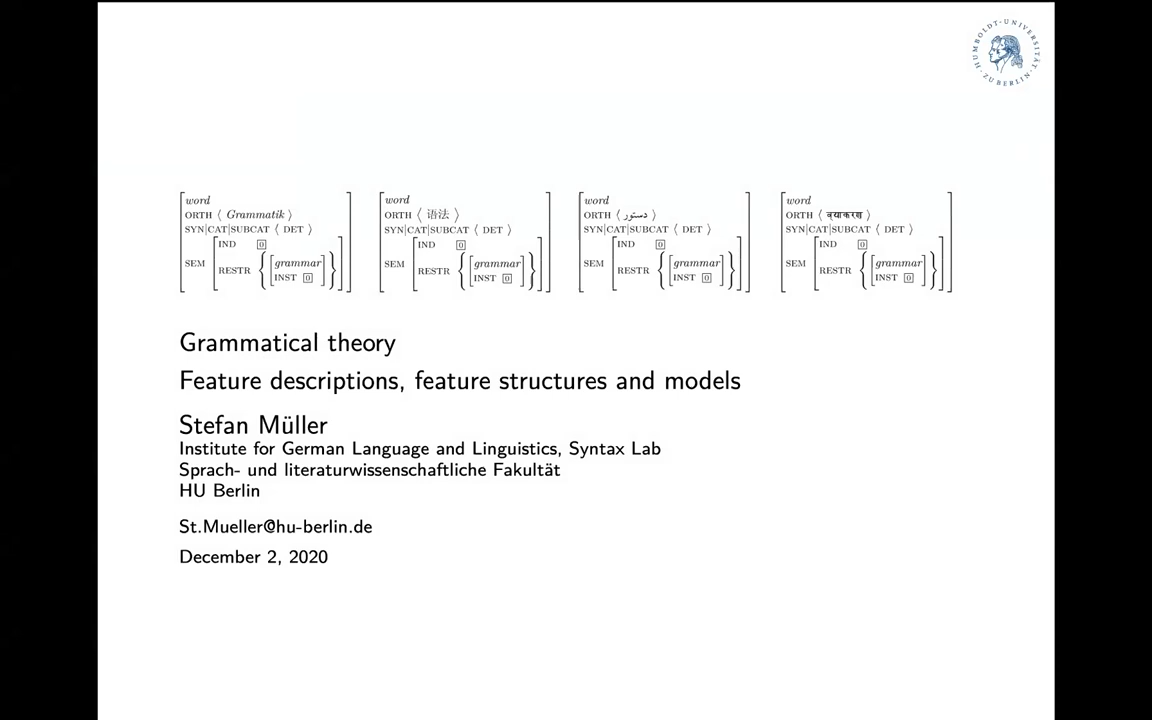 HUMBOLDT-UNIVERSITÄT ZU BERLIN
word
ORTH ⟨ Grammatik ⟩
SYN|CAT|SUBCAT ⟨ DET ⟩
SEM
IND 0
RESTR
grammar
INST 0
word
ORTH ⟨ 语法 ⟩
SYN|CAT|SUBCAT ⟨ DET ⟩
SEM
IND 0
RESTR
grammar
INST 0
word
ORTH ⟨ دستور ⟩
SYN|CAT|SUBCAT ⟨ DET ⟩
SEM
IND 0
RESTR
grammar
INST 0
word
ORTH ⟨ व्याकरण ⟩
SYN|CAT|SUBCAT ⟨ DET ⟩
SEM
IND 0
RESTR
grammar
INST 0
Grammatical theory
Feature descriptions, feature structures and models
Stefan Müller
Institute for German Language and Linguistics, Syntax Lab
Sprach- und literaturwissenschaftliche Fakultät
HU Berlin
St.Mueller@hu-berlin.de
December 2, 2020